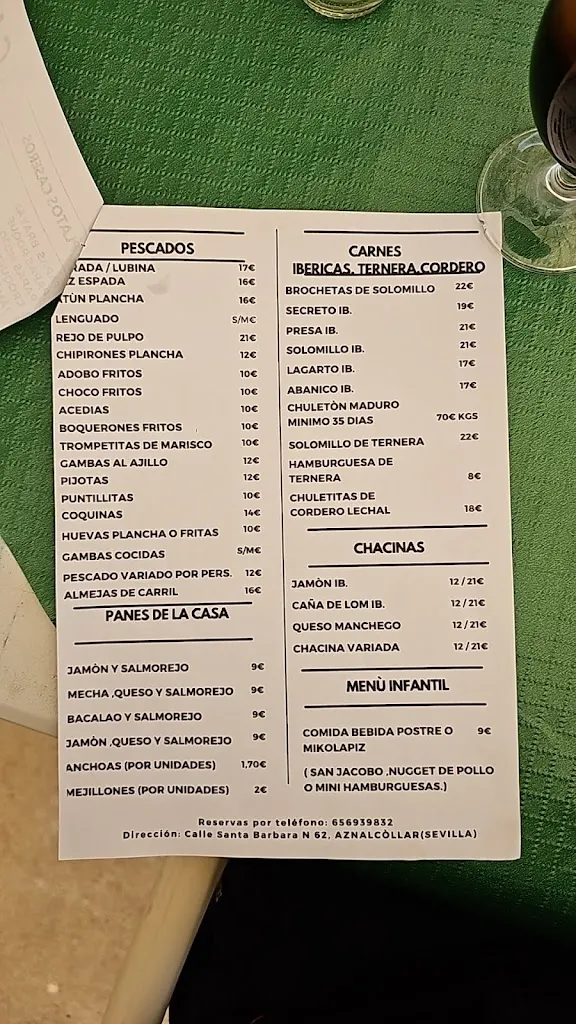 PESCADOS
RADA / LUBINA 17€
Z ESPADA 16€
ATÙN PLANCHA 16€
LENGUADO S/M€
REJO DE PULPO 21€
CHIPIRONES PLANCHA 12€
ADOBO FRITOS 10€
CHOCO FRITOS 10€
ACEDIAS 10€
BOQUERONES FRITOS 10€
TROMPETITAS DE MARISCO 10€
GAMBAS AL AJILLO 12€
PIJOTAS 12€
PUNTILLITAS 10€
COQUINAS 14€
HUEVAS PLANCHA O FRITAS 10€
GAMBAS COCIDAS S/M€
PESCADO VARIADO POR PERS. 12€
ALMEJAS DE CARRIL 16€
PANES DE LA CASA
JAMÒN Y SALMOREJO 9€
MECHA ,QUESO Y SALMOREJO 9€
BACALAO Y SALMOREJO 9€
JAMÒN ,QUESO Y SALMOREJO 9€
ANCHOAS (POR UNIDADES) 1,70€
MEJILLONES (POR UNIDADES) 2€
CARNES
IBERICAS, TERNERA,CORDERO
BROCHETAS DE SOLOMILLO 22€
SECRETO IB. 19€
PRESA IB. 21€
SOLOMILLO IB. 21€
LAGARTO IB. 17€
ABANICO IB. 17€
CHULETÒN MADURO
MINIMO 35 DIAS 70€ KGS
SOLOMILLO DE TERNERA 22€
HAMBURGUESA DE
TERNERA 8€
CHULETITAS DE
CORDERO LECHAL 18€
CHACINAS
JAMÒN IB. 12 / 21€
CAÑA DE LOM IB. 12 / 21€
QUESO MANCHEGO 12 / 21€
CHACINA VARIADA 12 / 21€
MENÙ INFANTIL
COMIDA BEBIDA POSTRE O 9€
MIKOLAPIZ
( SAN JACOBO ,NUGGET DE POLLO
O MINI HAMBURGUESAS.)
Reservas por teléfono: 656939832
Dirección: Calle Santa Barbara N 62, AZNALCÒLLAR(SEVILLA)